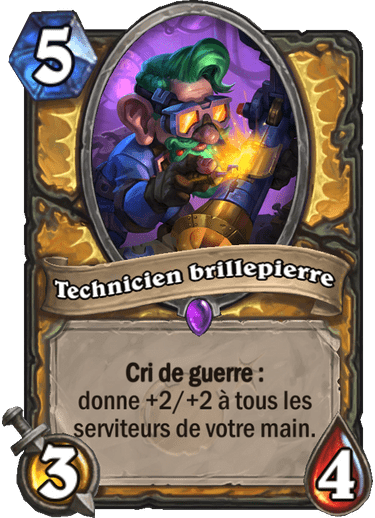 5
Technicien brillepierre
Cri de guerre :
donne +2/+2 à tous les
serviteurs de votre main.
3
4